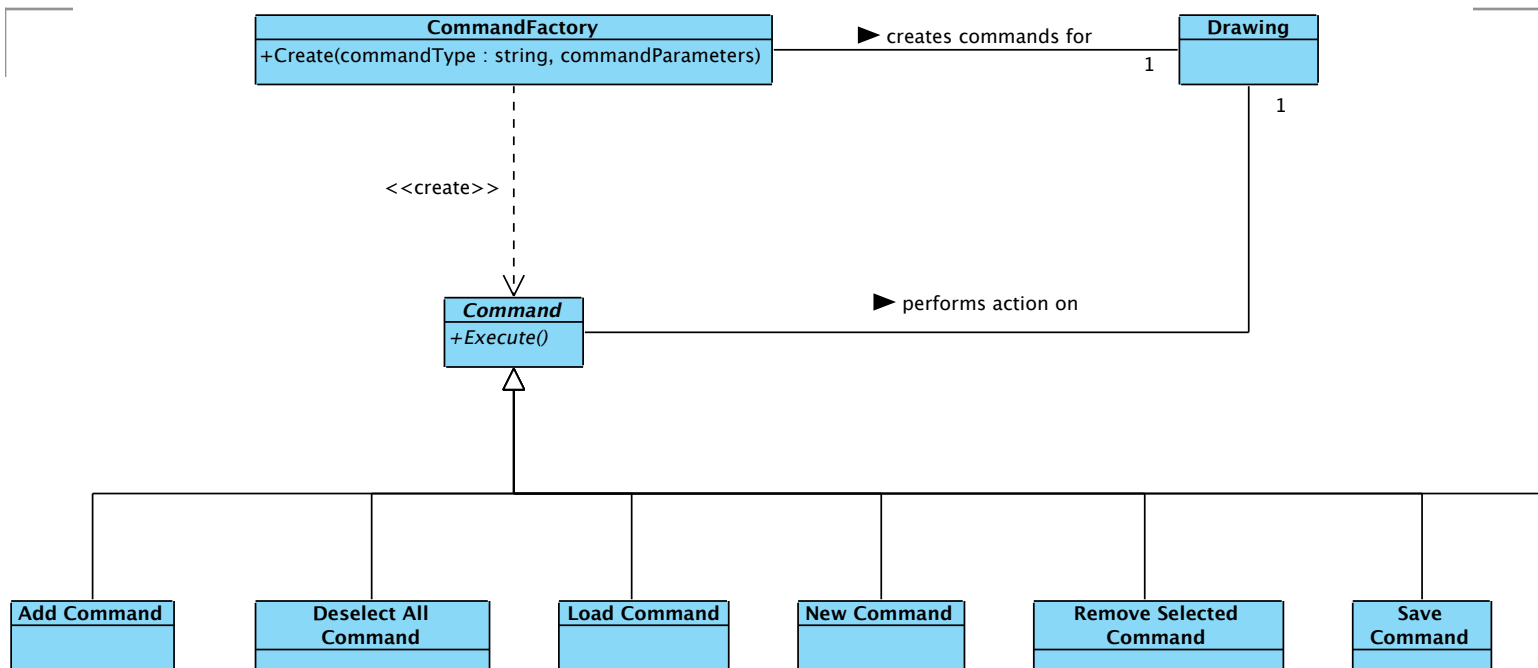 CommandFactory
+Create(commandType : string, commandParameters)
creates commands for
Drawing
1
1
<<create>>
Command
+Execute()
performs action on
Add Command
Deselect All
Command
Load Command
New Command
Remove Selected
Command
Save
Command